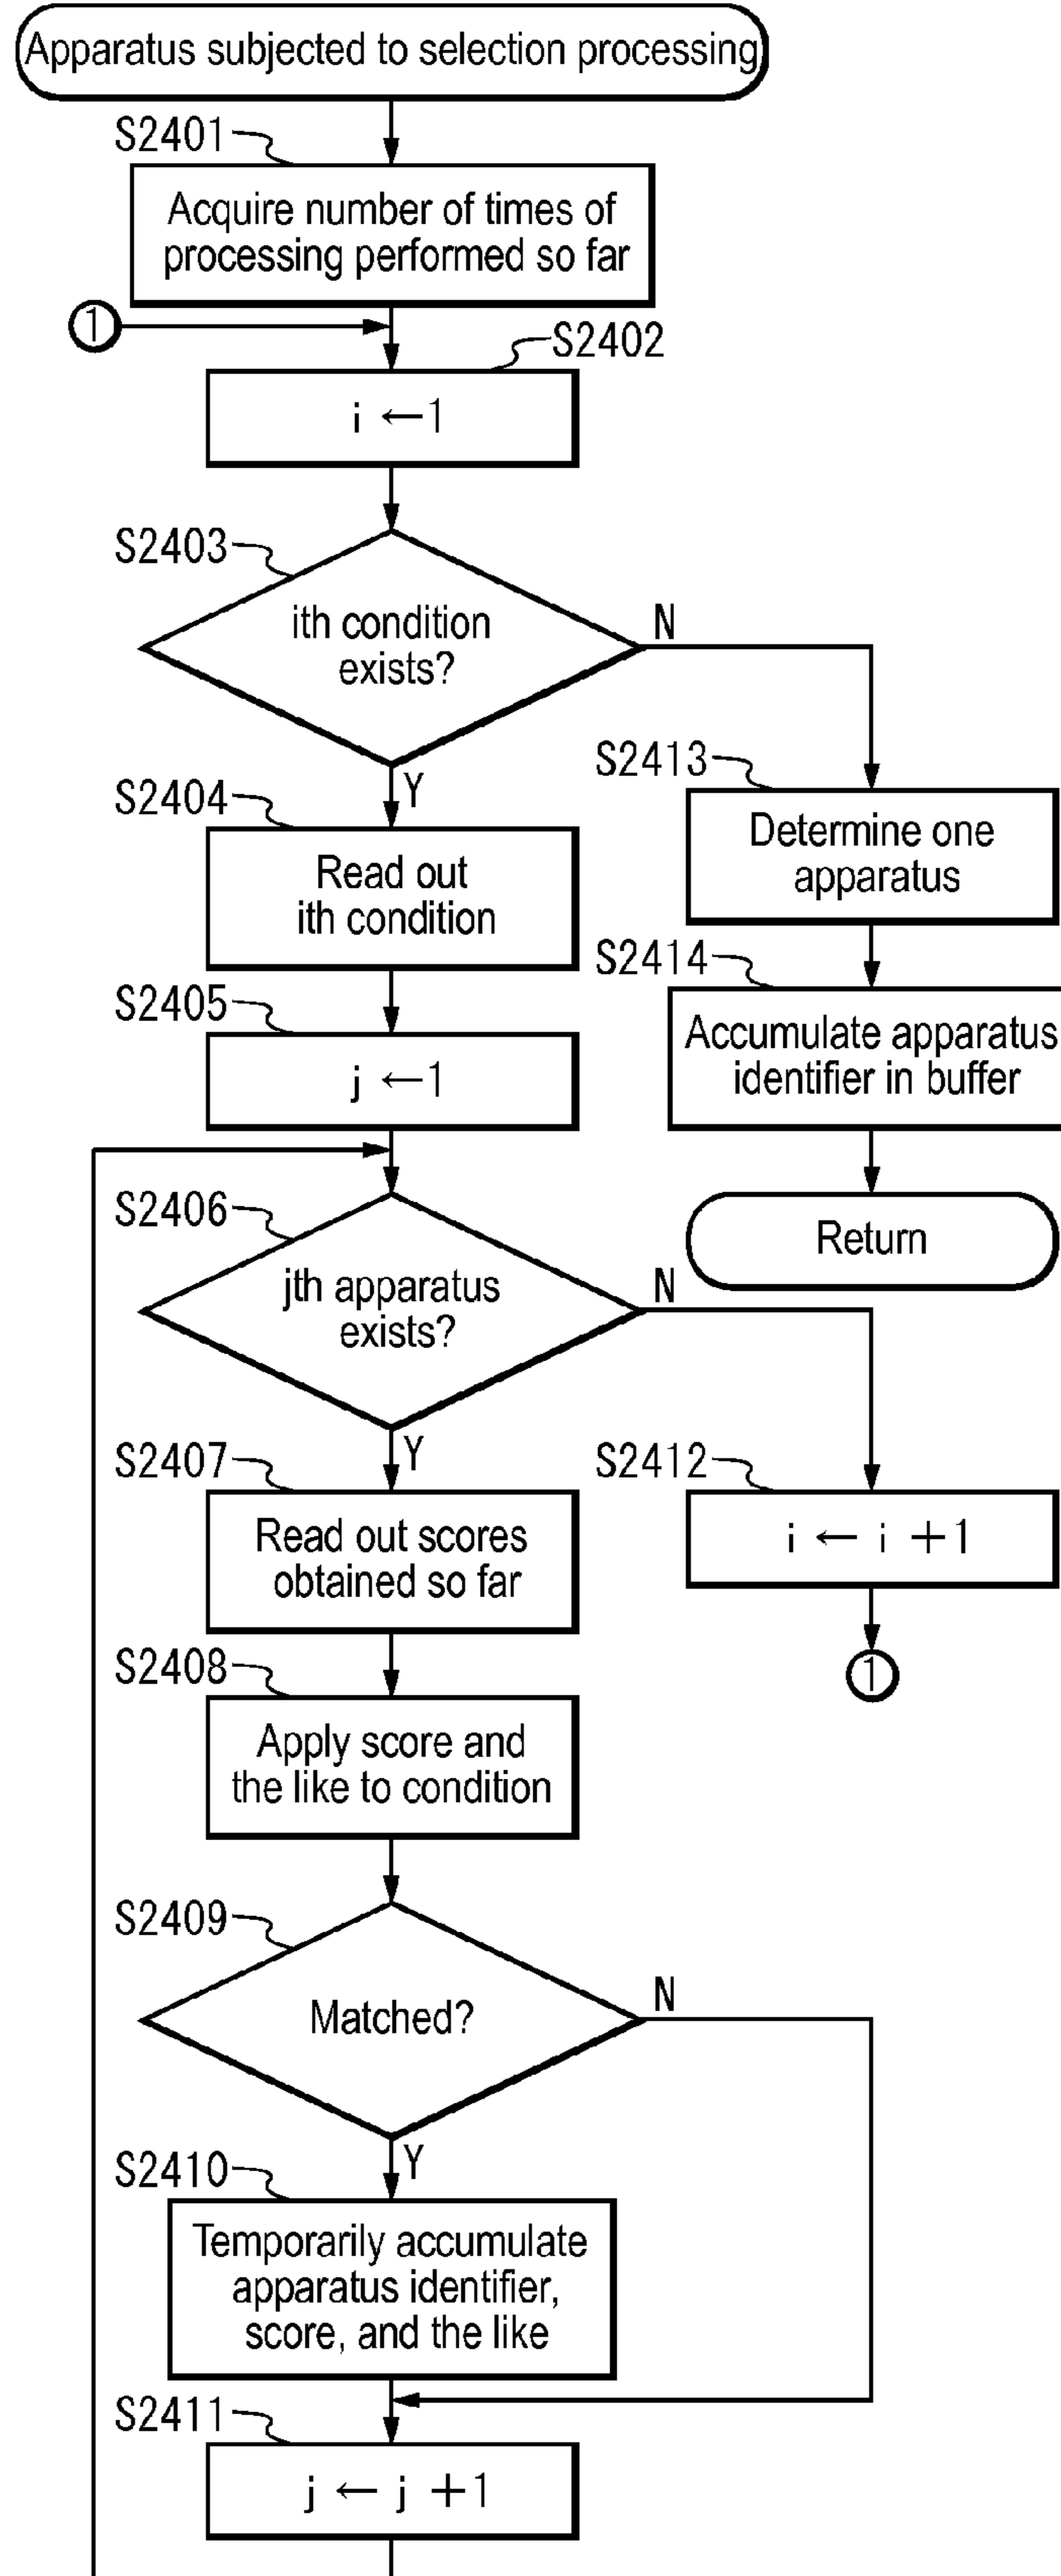 Apparatus subjected to selection processing
S2401
Acquire number of times of
processing performed so far
1
S2402
i ←1
S2403
ith condition
exists?
N
Y
S2404
Read out
ith condition
S2405
j ←1
S2413
Determine one
apparatus
S2414
Accumulate apparatus
identifier in buffer
Return
S2406
jth apparatus
exists?
N
Y
S2407
Read out scores
obtained so far
S2412
i ← i +1
1
S2408
Apply score and
the like to condition
S2409
Matched?
N
Y
S2410
Temporarily accumulate
apparatus identifier,
score, and the like
S2411
j ← j +1